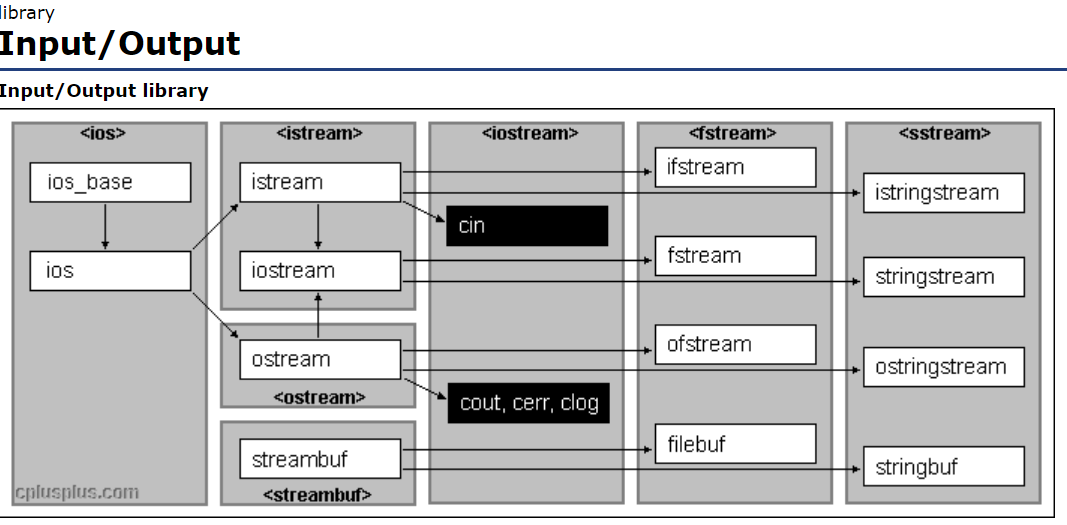 library
Input/Output
Input/Output library
<ios>
ios_base
ios
<istream>
istream
iostream
ostream
<ostream>
streambuf
<streambuf>
<iostream>
cin
cout, cerr, clog
<fstream>
ifstream
fstream
ofstream
filebuf
<sstream>
istringstream
stringstream
ostringstream
stringbuf
cplusplus.com